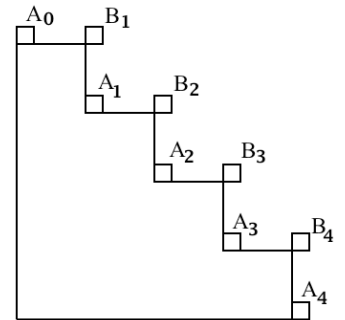 A₀ B₁
A₁ B₂
A₂ B₃
A₃ B₄
A₄